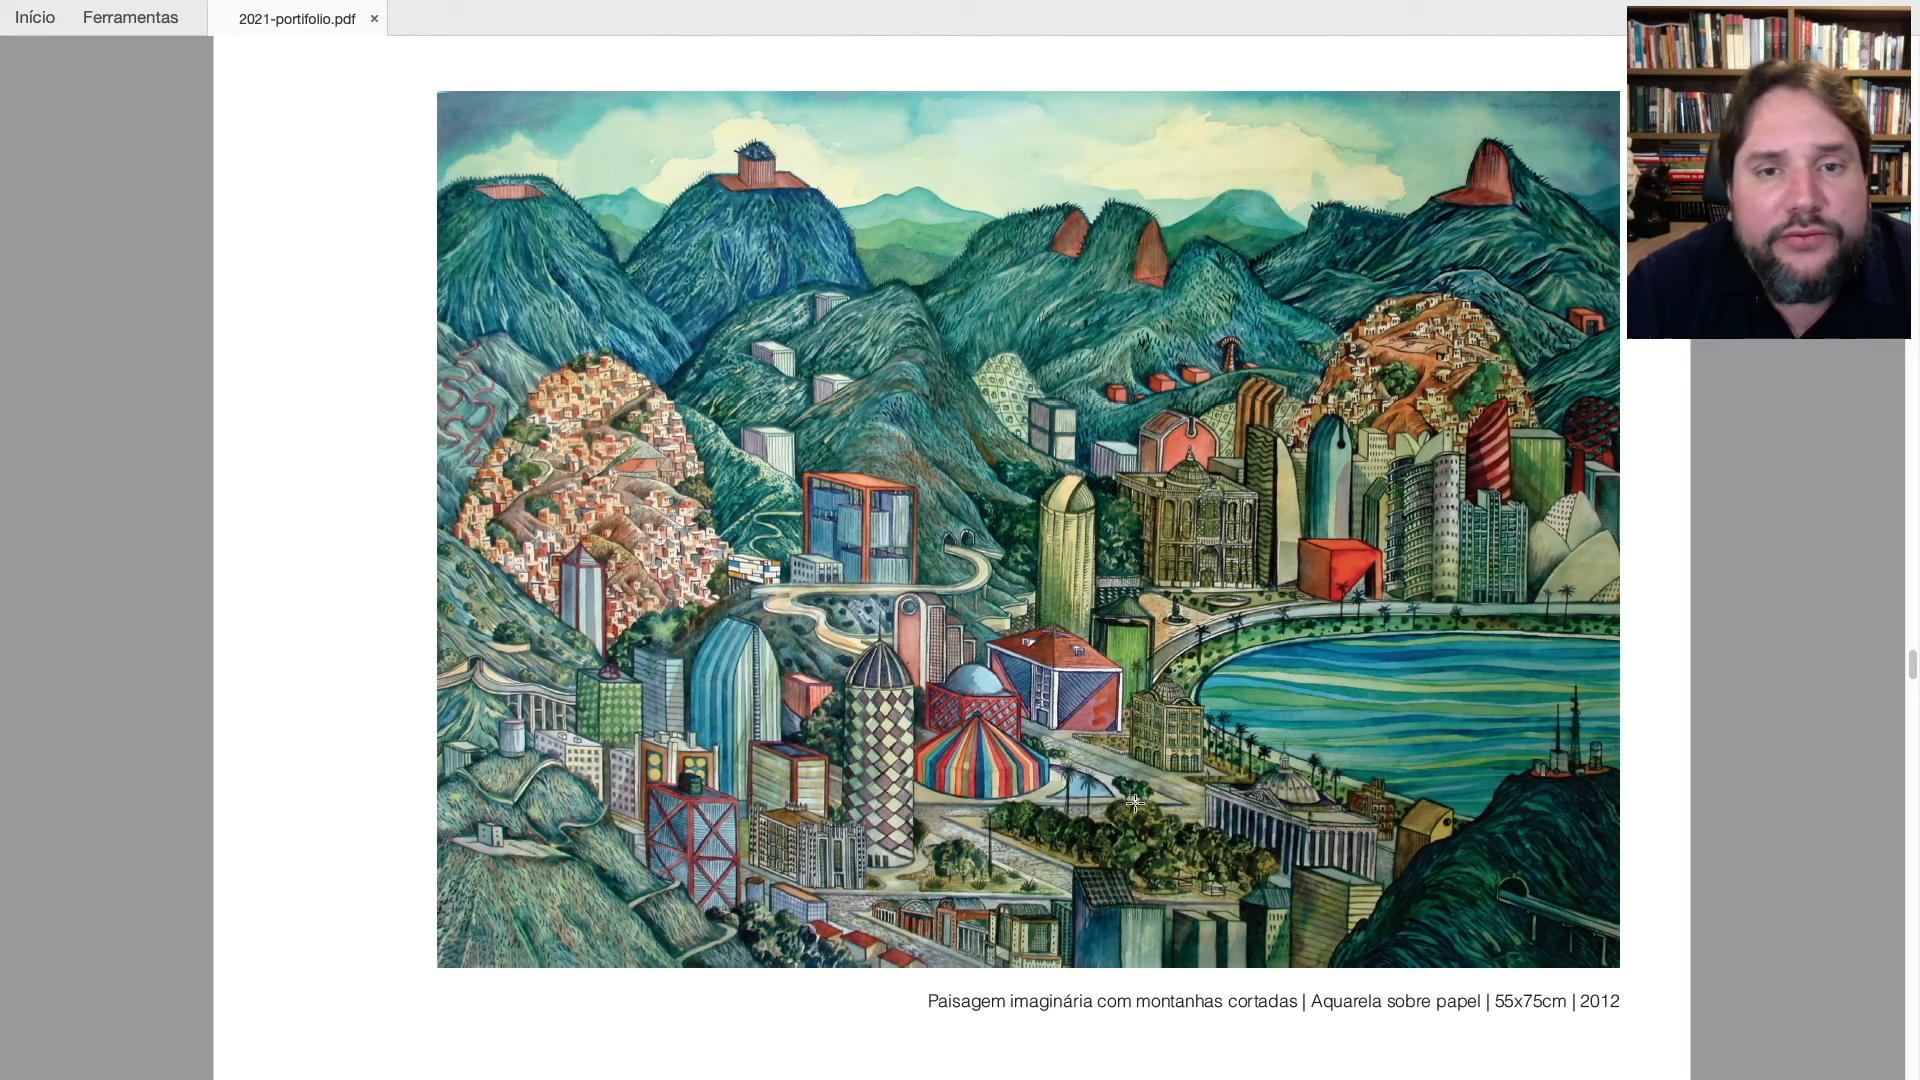 Início Ferramentas 2021-portifolio.pdf ×
Paisagem imaginária com montanhas cortadas | Aquarela sobre papel | 55x75cm | 2012